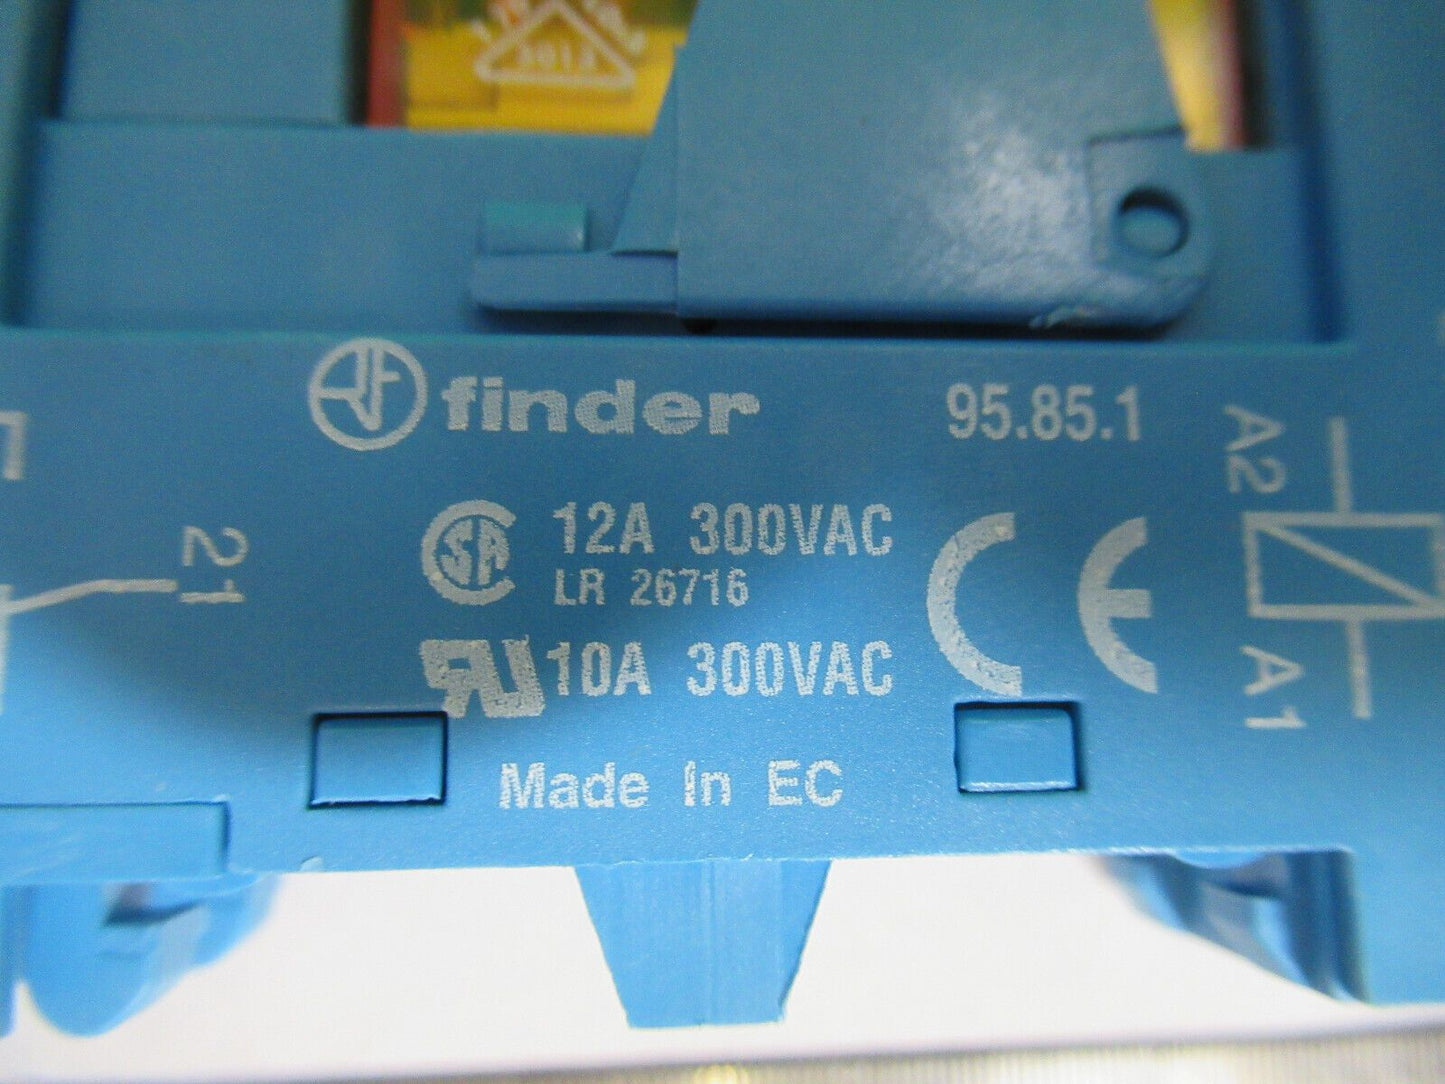 finder
95.85.1
12A 300VAC
LR 26716
10A 300VAC
Made In EC
21
A2
A1